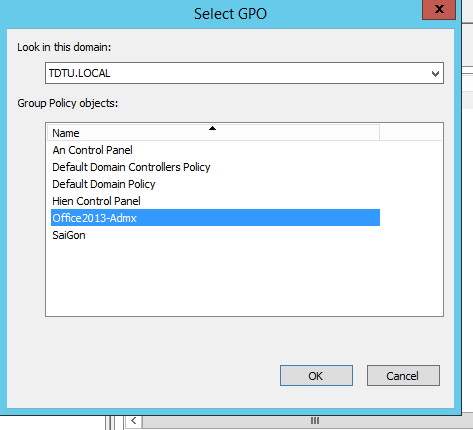 Select GPO
x
Look in this domain:
TDTU.LOCAL
Group Policy objects:
Name
An Control Panel
Default Domain Controllers Policy
Default Domain Policy
Hien Control Panel
Office2013-Admx
SaiGon
OK
Cancel